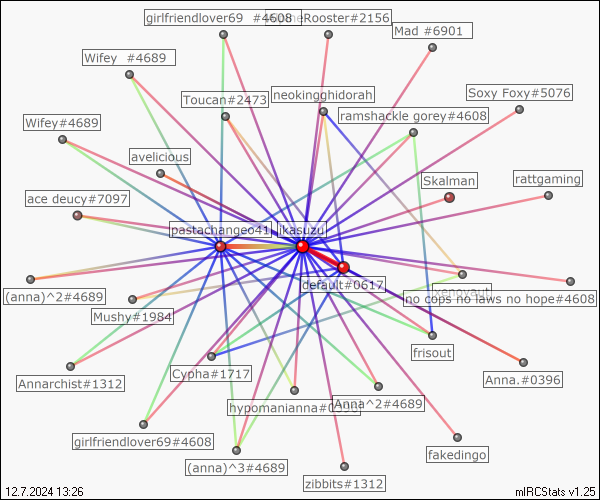 girlfriendlover69 #4608
Rooster#2156
Mad #6901
Wifey #4689
Soxy Foxy#5076
Toucan#2473
neokingghidorah
ramshackle gorey#4608
Wifey#4689
avelicious
Skalman
rattgaming
ace deucy#7097
pastachangeo41
ikasuzu
default#0617
(anna)^2#4689
no cops no laws no hope#4608
Mushy#1984
frisout
Cypha#1717
Annarchist#1312
Anna.#0396
Anna^2#4689
girlfriendlover69#4608
fakedingo
(anna)^3#4689
zibbits#1312
12.7.2024 13:26
mIRCStats v1.25